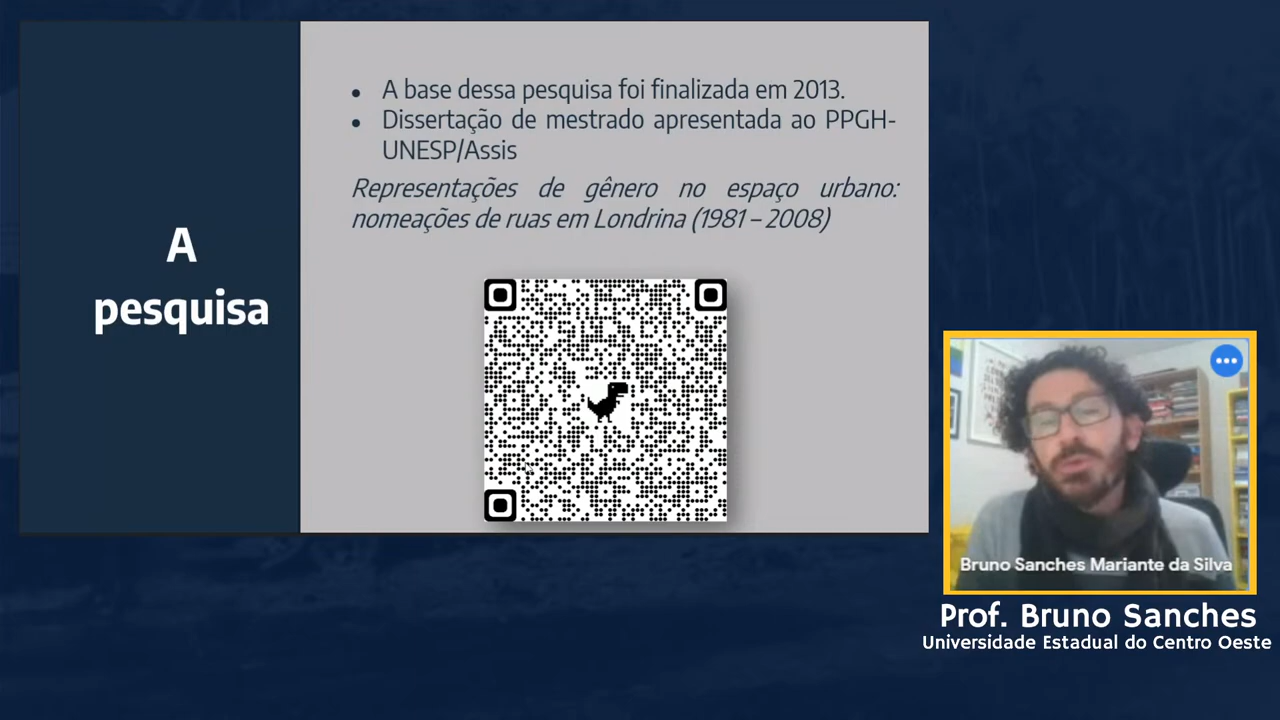 A
pesquisa
• A base dessa pesquisa foi finalizada em 2013.
• Dissertação de mestrado apresentada ao PPGH-
UNESP/Assis
Representações de gênero no espaço urbano:
nomeações de ruas em Londrina (1981 – 2008)
Bruno Sanches Mariante da Silva
Prof. Bruno Sanches
Universidade Estadual do Centro Oeste